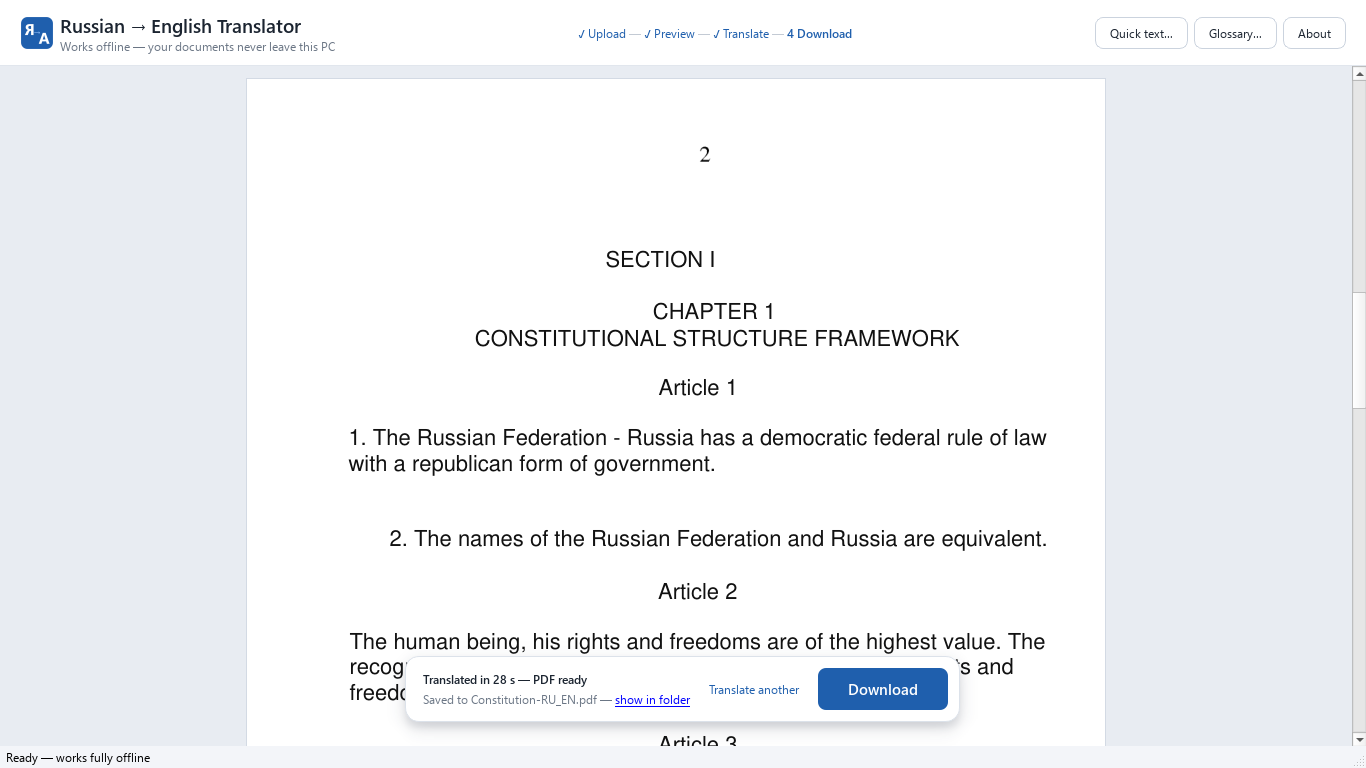 Я→A
Russian → English Translator
Works offline — your documents never leave this PC
✓ Upload — ✓ Preview — ✓ Translate — 4 Download
Quick text...
Glossary...
About
2
SECTION I
CHAPTER 1
CONSTITUTIONAL STRUCTURE FRAMEWORK
Article 1
1. The Russian Federation - Russia has a democratic federal rule of law
with a republican form of government.
2. The names of the Russian Federation and Russia are equivalent.
Article 2
The human being, his rights and freedoms are of the highest value. The
and
Translated in 28 s — PDF ready
Saved to Constitution-RU_EN.pdf — show in folder
Translate another
Download
Article 3
Ready — works fully offline